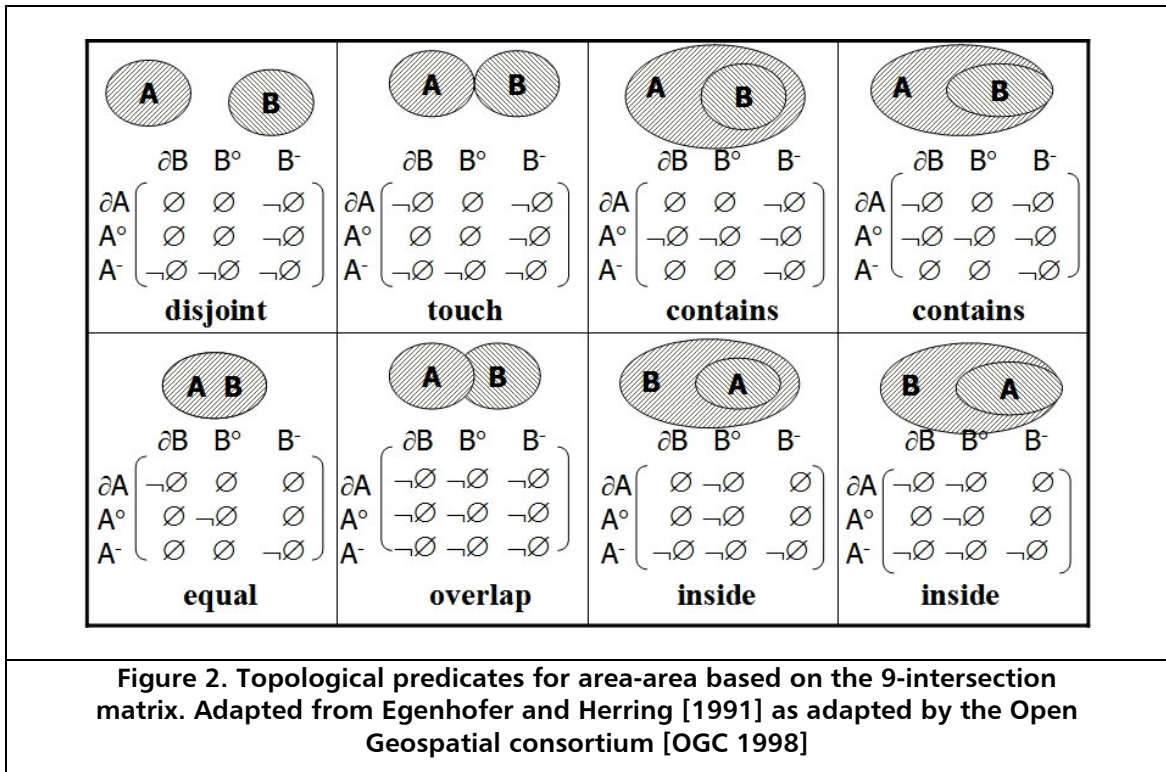 A B
∂B B° B-
∂A ∅ ∅ ¬∅
A° ∅ ∅ ¬∅
A- ¬∅ ¬∅ ¬∅
disjoint
A B
∂B B° B-
∂A ¬∅ ∅ ¬∅
A° ∅ ∅ ¬∅
A- ¬∅ ¬∅ ¬∅
touch
A B
∂B B° B-
∂A ∅ ∅ ¬∅
A° ¬∅ ¬∅ ¬∅
A- ∅ ∅ ¬∅
contains
A B
∂B B° B-
∂A ¬∅ ∅ ¬∅
A° ¬∅ ¬∅ ¬∅
A- ∅ ∅ ¬∅
contains
A B
∂B B° B-
∂A ¬∅ ∅ ∅
A° ∅ ¬∅ ∅
A- ∅ ∅ ¬∅
equal
A B
∂B B° B-
∂A ¬∅ ¬∅ ¬∅
A° ¬∅ ¬∅ ¬∅
A- ¬∅ ¬∅ ¬∅
overlap
B A
∂B B° B-
∂A ∅ ¬∅ ∅
A° ∅ ¬∅ ∅
A- ¬∅ ¬∅ ¬∅
inside
B A
∂B B° B-
∂A ¬∅ ¬∅ ∅
A° ∅ ¬∅ ∅
A- ¬∅ ¬∅ ¬∅
inside
Figure 2. Topological predicates for area-area based on the 9-intersection
matrix. Adapted from Egenhofer and Herring [1991] as adapted by the Open
Geospatial consortium [OGC 1998]